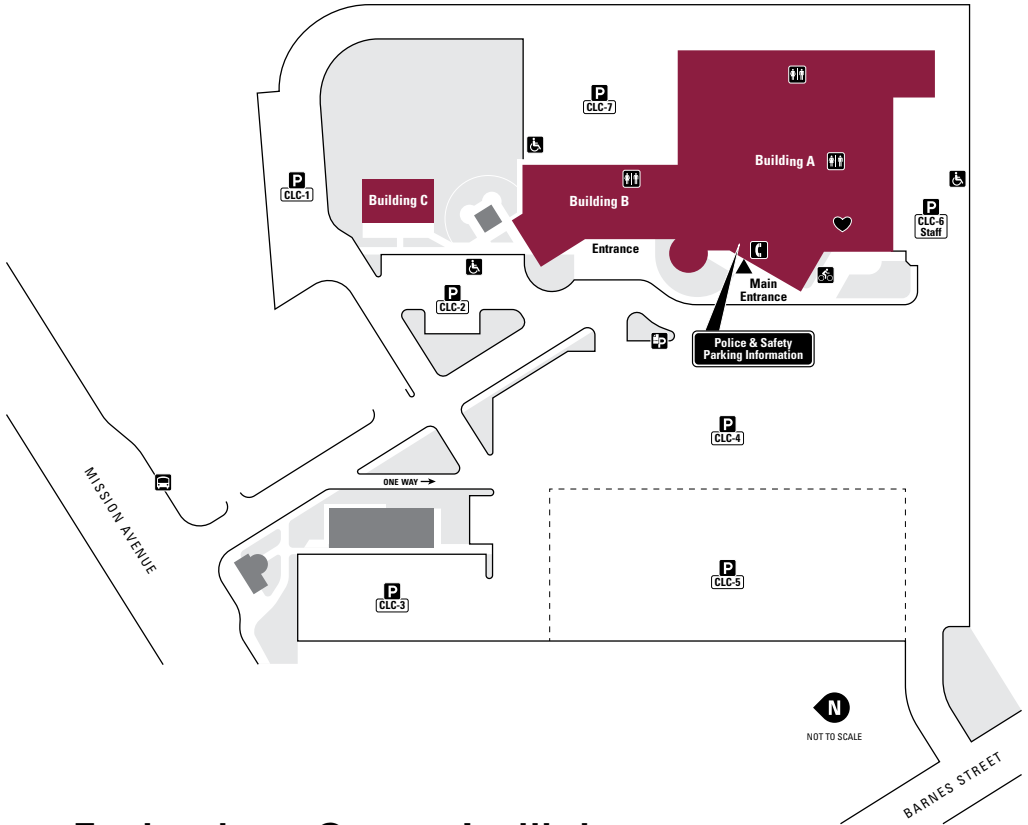 P
CLC-7
Building A
P
CLC-1
Building C
Building B
P
CLC-6
Staff
Entrance
Main
Entrance
P
CLC-2
P
Police & Safety
Parking Information
P
CLC-4
ONE WAY
MISSION AVENUE
P
CLC-3
P
CLC-5
N
NOT TO SCALE
BARNES STREET